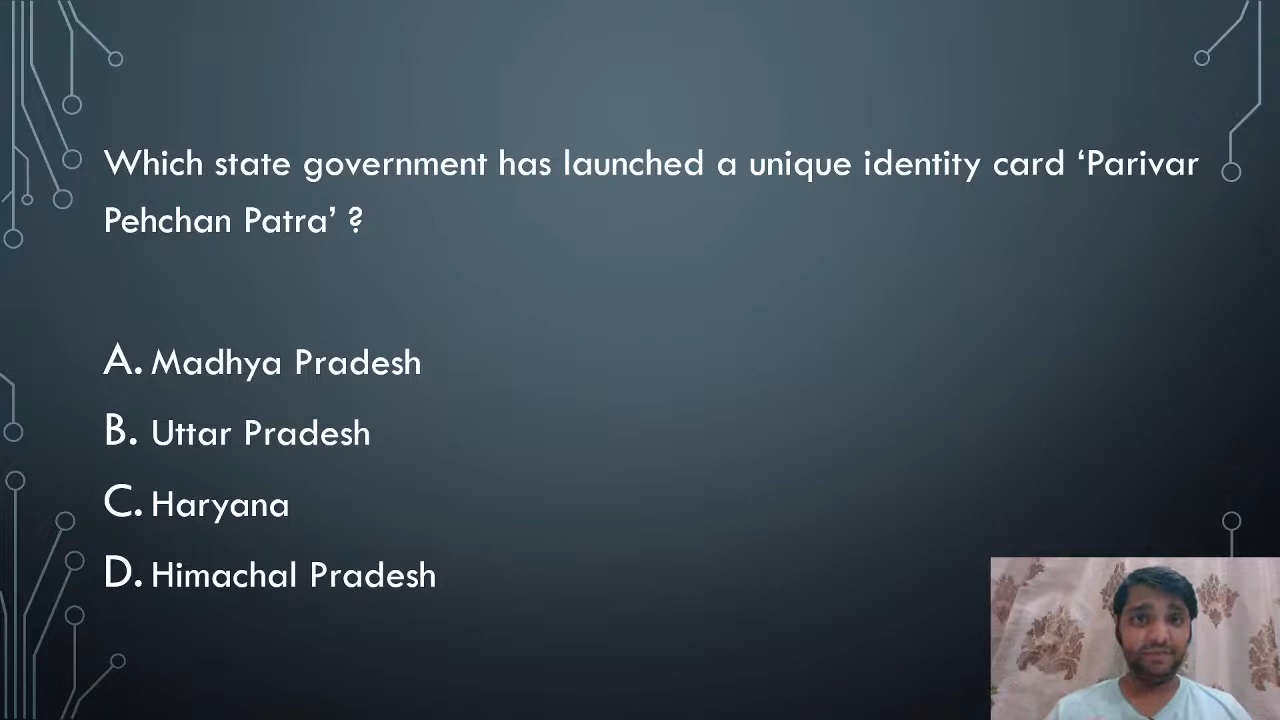 Which state government has launched a unique identity card ‘Parivar
Pehchan Patra’ ?
A. Madhya Pradesh
B. Uttar Pradesh
C. Haryana
D. Himachal Pradesh